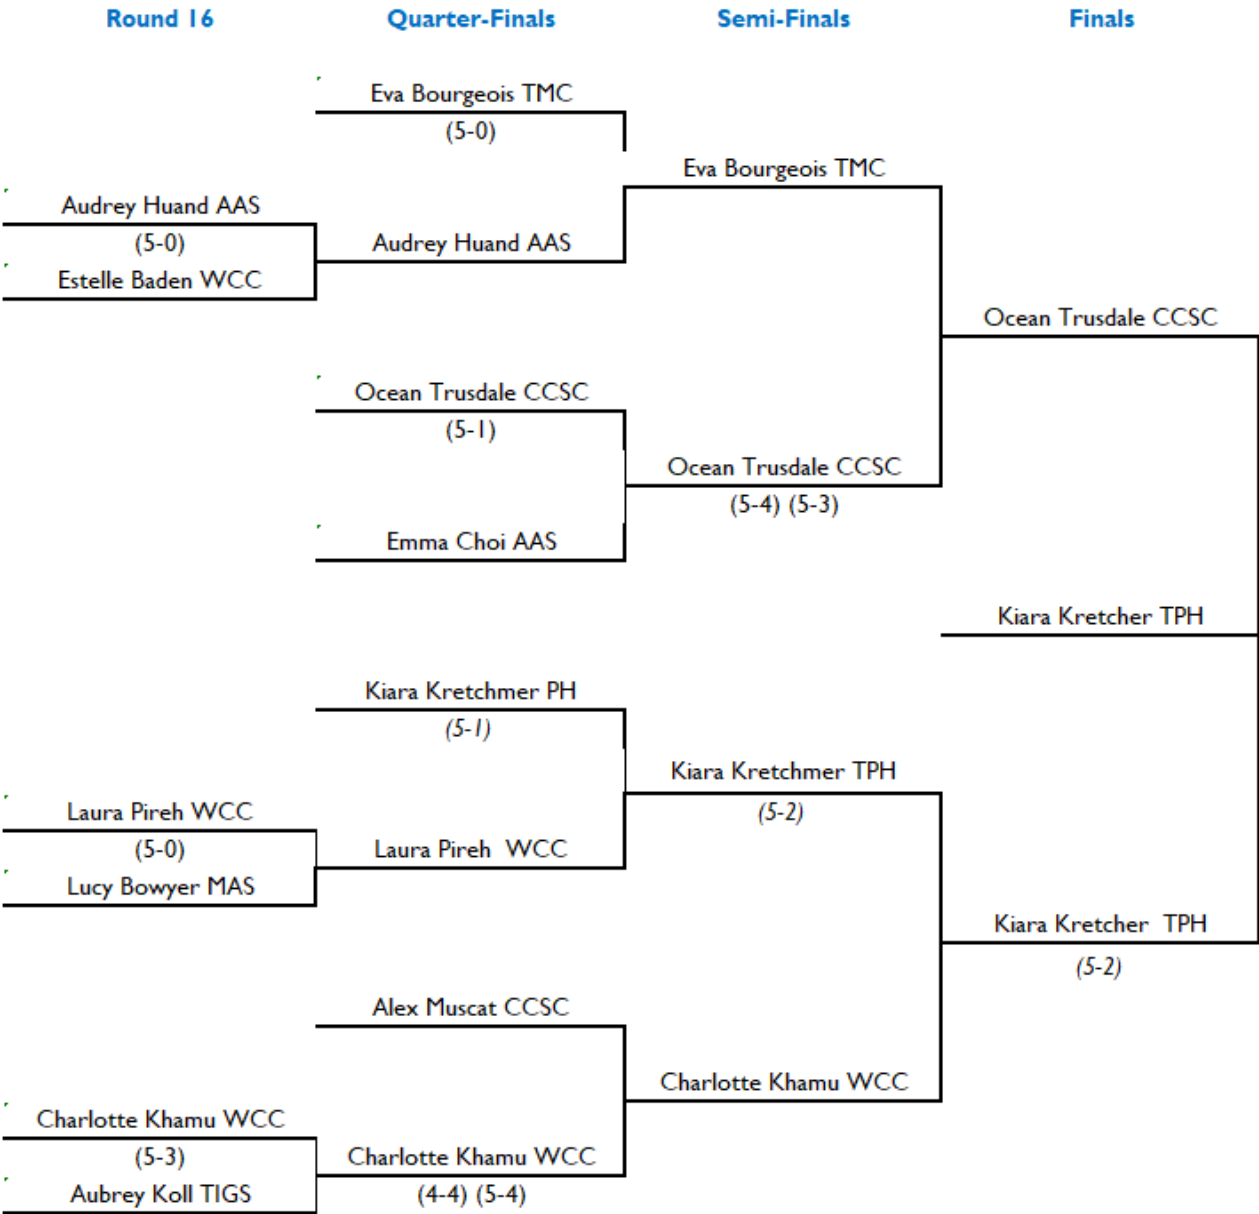 Round 16
Quarter-Finals
Semi-Finals
Finals
Eva Bourgeois TMC
(5-0)
Eva Bourgeois TMC
Audrey Huand AAS
(5-0)
Audrey Huand AAS
Estelle Baden WCC
Ocean Trusdale CCSC
Ocean Trusdale CCSC
(5-1)
Ocean Trusdale CCSC
(5-4) (5-3)
Emma Choi AAS
Kiara Kretcher TPH
Kiara Kretchmer PH
(5-1)
Kiara Kretchmer TPH
(5-2)
Laura Pireh WCC
(5-0)
Laura Pireh  WCC
Lucy Bowyer MAS
Kiara Kretcher  TPH
(5-2)
Alex Muscat CCSC
Charlotte Khamu WCC
Charlotte Khamu WCC
(5-3)
Charlotte Khamu WCC
Aubrey Koll TIGS
(4-4) (5-4)